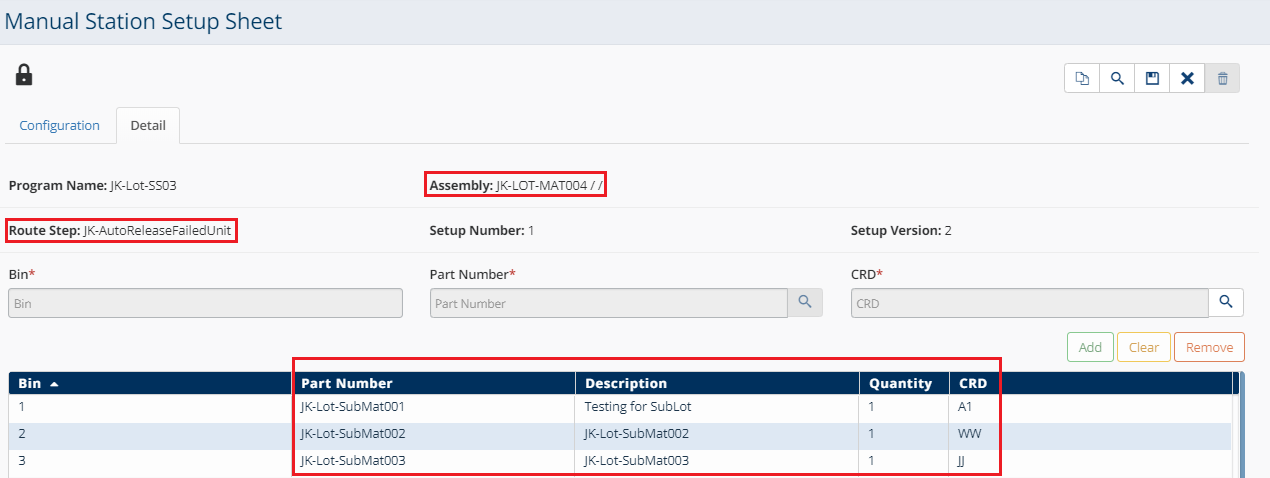 Manual Station Setup Sheet
Configuration Detail
Program Name: JK-Lot-SS03 Assembly: JK-LOT-MAT004 / /
Route Step: JK-AutoReleaseFailedUnit Setup Number: 1 Setup Version: 2
Bin* Part Number* CRD*
Bin Part Number CRD
Add Clear Remove
Bin Part Number Description Quantity CRD
1 JK-Lot-SubMat001 Testing for SubLot 1 A1
2 JK-Lot-SubMat002 JK-Lot-SubMat002 1 WW
3 JK-Lot-SubMat003 JK-Lot-SubMat003 1 JJ